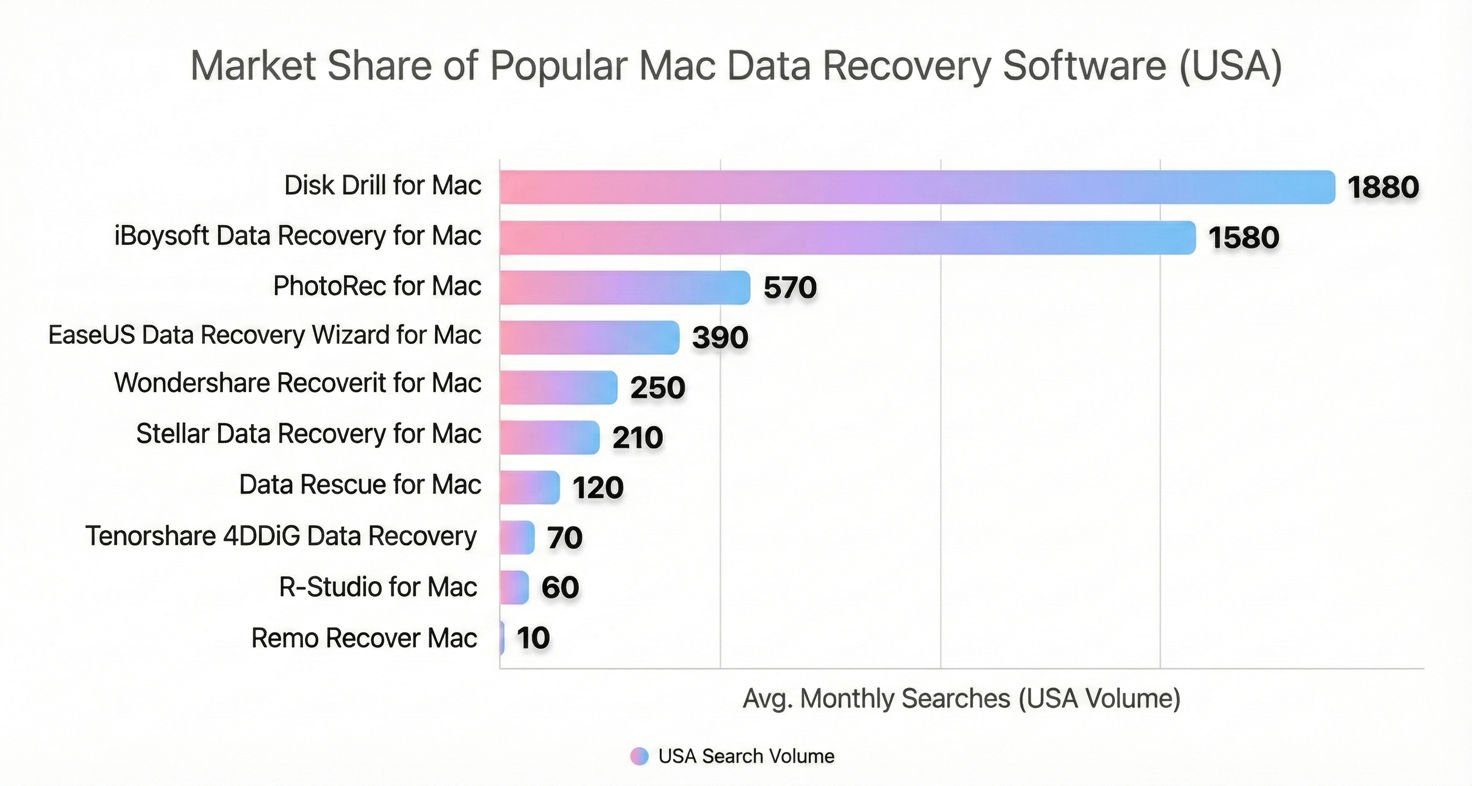 Market Share of Popular Mac Data Recovery Software (USA)
Disk Drill for Mac 1880
iBoysoft Data Recovery for Mac 1580
PhotoRec for Mac 570
EaseUS Data Recovery Wizard for Mac 390
Wondershare Recoverit for Mac 250
Stellar Data Recovery for Mac 210
Data Rescue for Mac 120
Tenorshare 4DDiG Data Recovery 70
R-Studio for Mac 60
Remo Recover Mac 10
Avg. Monthly Searches (USA Volume)
USA Search Volume